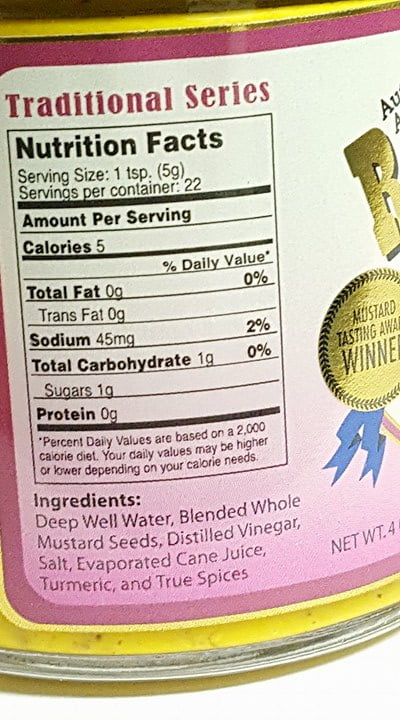 Traditional Series
Nutrition Facts
Serving Size: 1 tsp. (5g)
Servings per container: 22
Amount Per Serving
Calories 5
% Daily Value*
Total Fat 0g 0%
Trans Fat 0g
Sodium 45mg 2%
Total Carbohydrate 1g 0%
Sugars 1g
Protein 0g
*Percent Daily Values are based on a 2,000
calorie diet. Your daily values may be higher
or lower depending on your calorie needs.
Ingredients:
Deep Well Water, Blended Whole
Mustard Seeds, Distilled Vinegar,
Salt, Evaporated Cane Juice,
Turmeric, and True Spices
MUSTARD
TASTING
WINNER
NET WT. 4